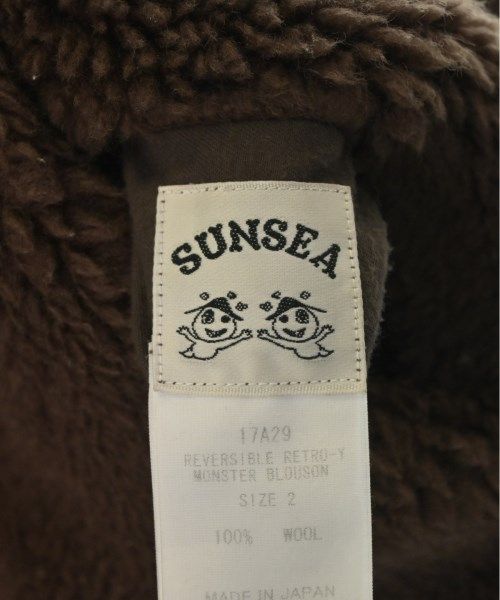 SUNSEA
17A29
REVERSIBLE RETRO-Y
MONSTER BLOUSON
SIZE 2
100% WOOL
MADE IN JAPAN